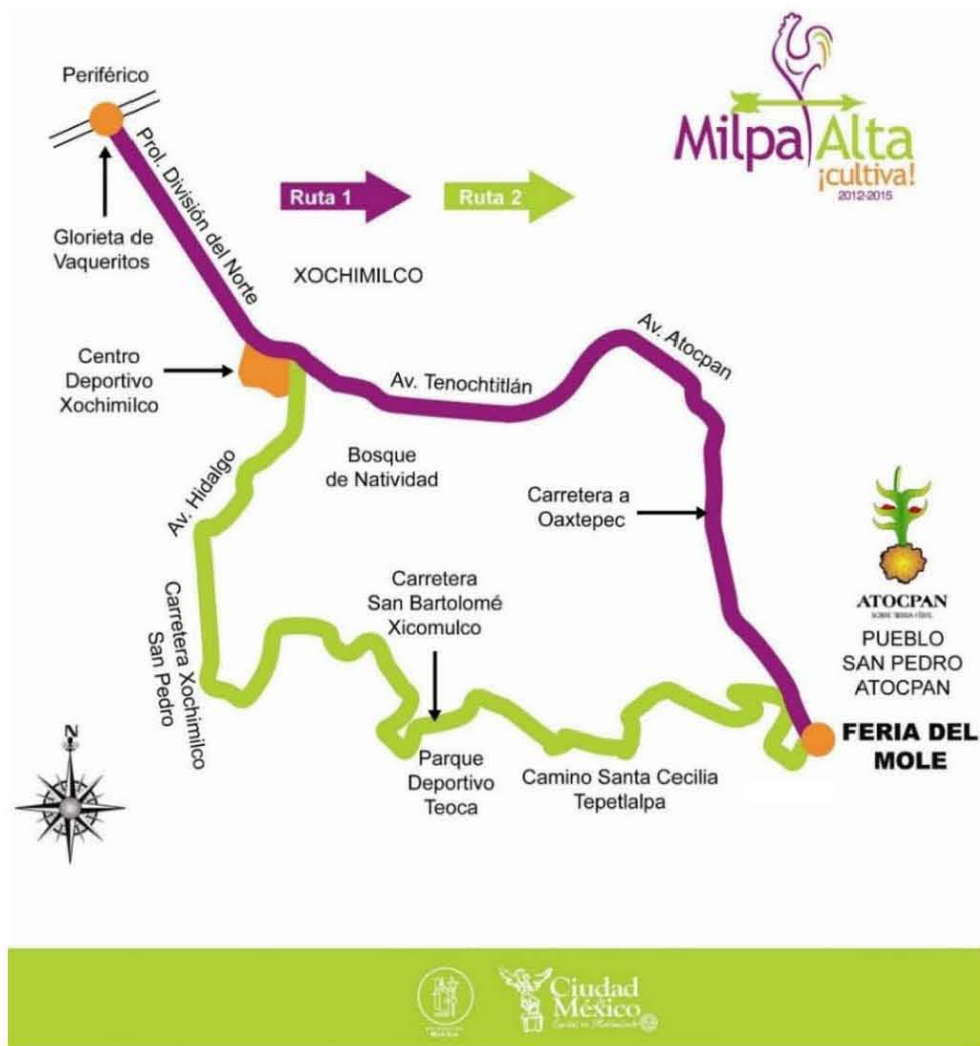 Periférico
Milpa Alta
¡cultiva!
2012-2015
Prol. División del Norte
Ruta 1
Ruta 2
Glorieta de
Vaqueritos
XOCHIMILCO
Av. Atocpan
Centro
Deportivo
Xochimilco
Av. Tenochtitlán
Av. Hidalgo
Bosque
de Natividad
Carretera a
Oaxtepec
Carretera
San Bartolomé
Xicomulco
Carretera Xochimilco
San Pedro
ATOCPAN
PUEBLO
SAN PEDRO
ATOCPAN
FERIA DEL
MOLE
N
Parque
Deportivo
Teoca
Camino Santa Cecilia
Tepetlalpa
Ciudad
de
México